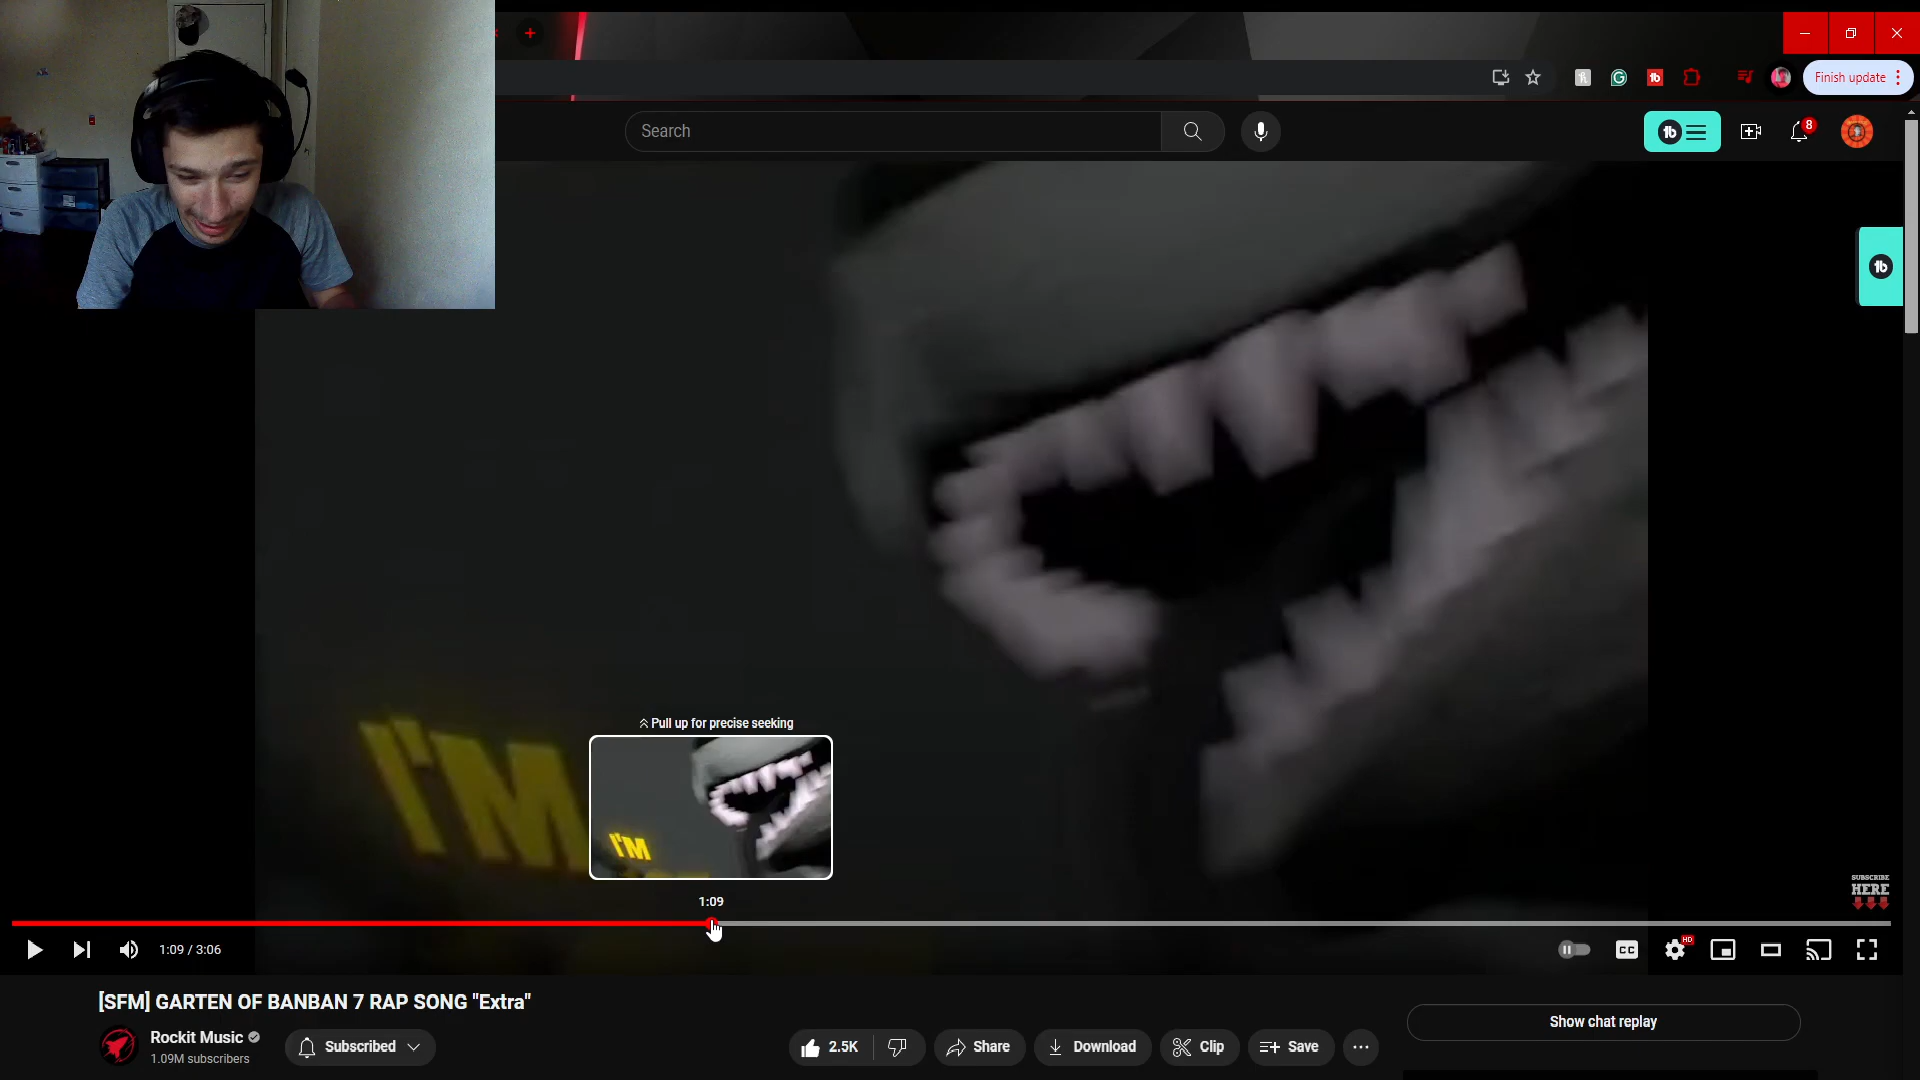 Finish update
Search
8
I'M
Pull up for precise seeking
I'M
1:09
SUBSCRIBE
HERE
1:09 / 3:06
CC
HD
[SFM] GARTEN OF BANBAN 7 RAP SONG "Extra"
Rockit Music
1.09M subscribers
Subscribed
2.5K
Share
Download
Clip
Save
Show chat replay